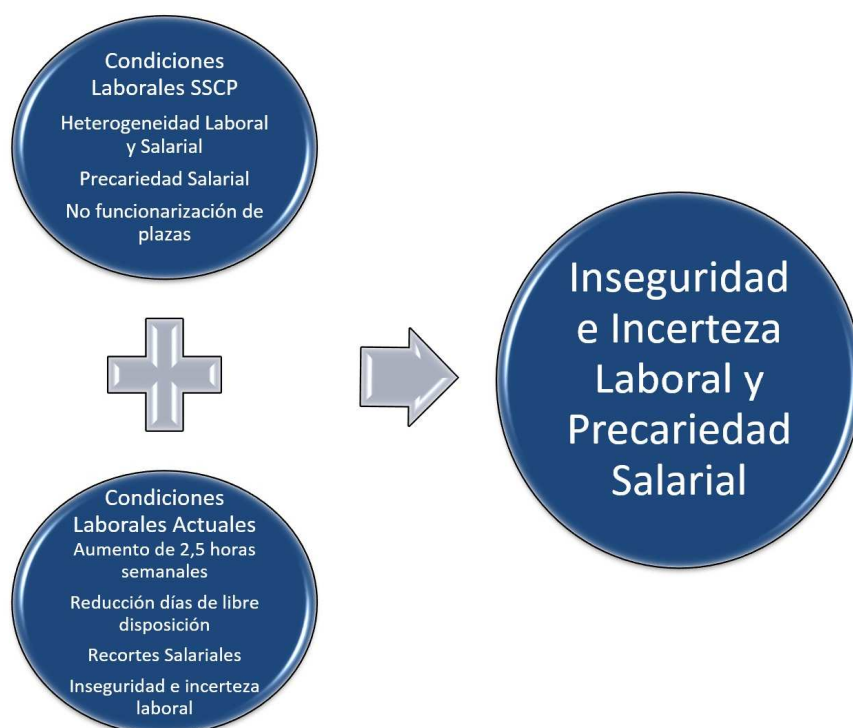 Condiciones
Laborales SSCP
Heterogeneidad Laboral
y Salarial
Precariedad Salarial
No funcionarización de
plazas
Condiciones
Laborales Actuales
Aumento de 2,5 horas
semanales
Reducción días de libre
disposición
Recortes Salariales
Inseguridad e incerteza
laboral
Inseguridad
e Incerteza
Laboral y
Precariedad
Salarial